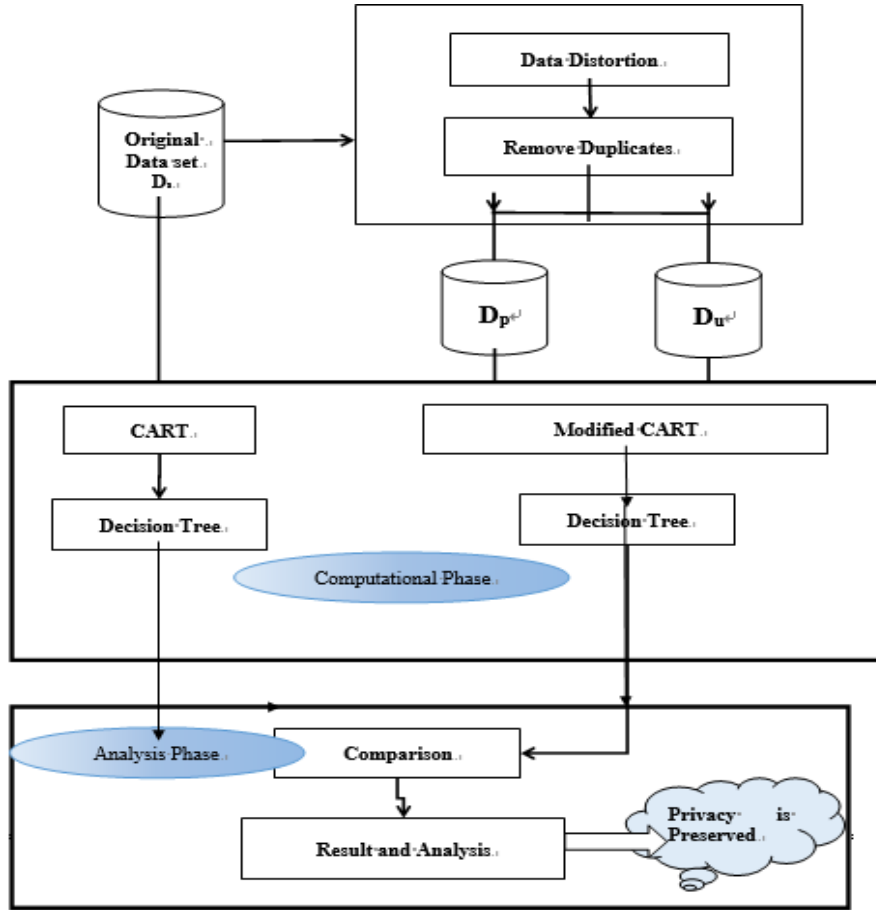 Data Distortion
Original
Data set
Dₛ
Remove Duplicates
Dₚ
Dᵤ
CART
Modified CART
Decision Tree
Decision Tree
Computational Phase
Analysis Phase
Comparison
Privacy is
Preserved
Result and Analysis